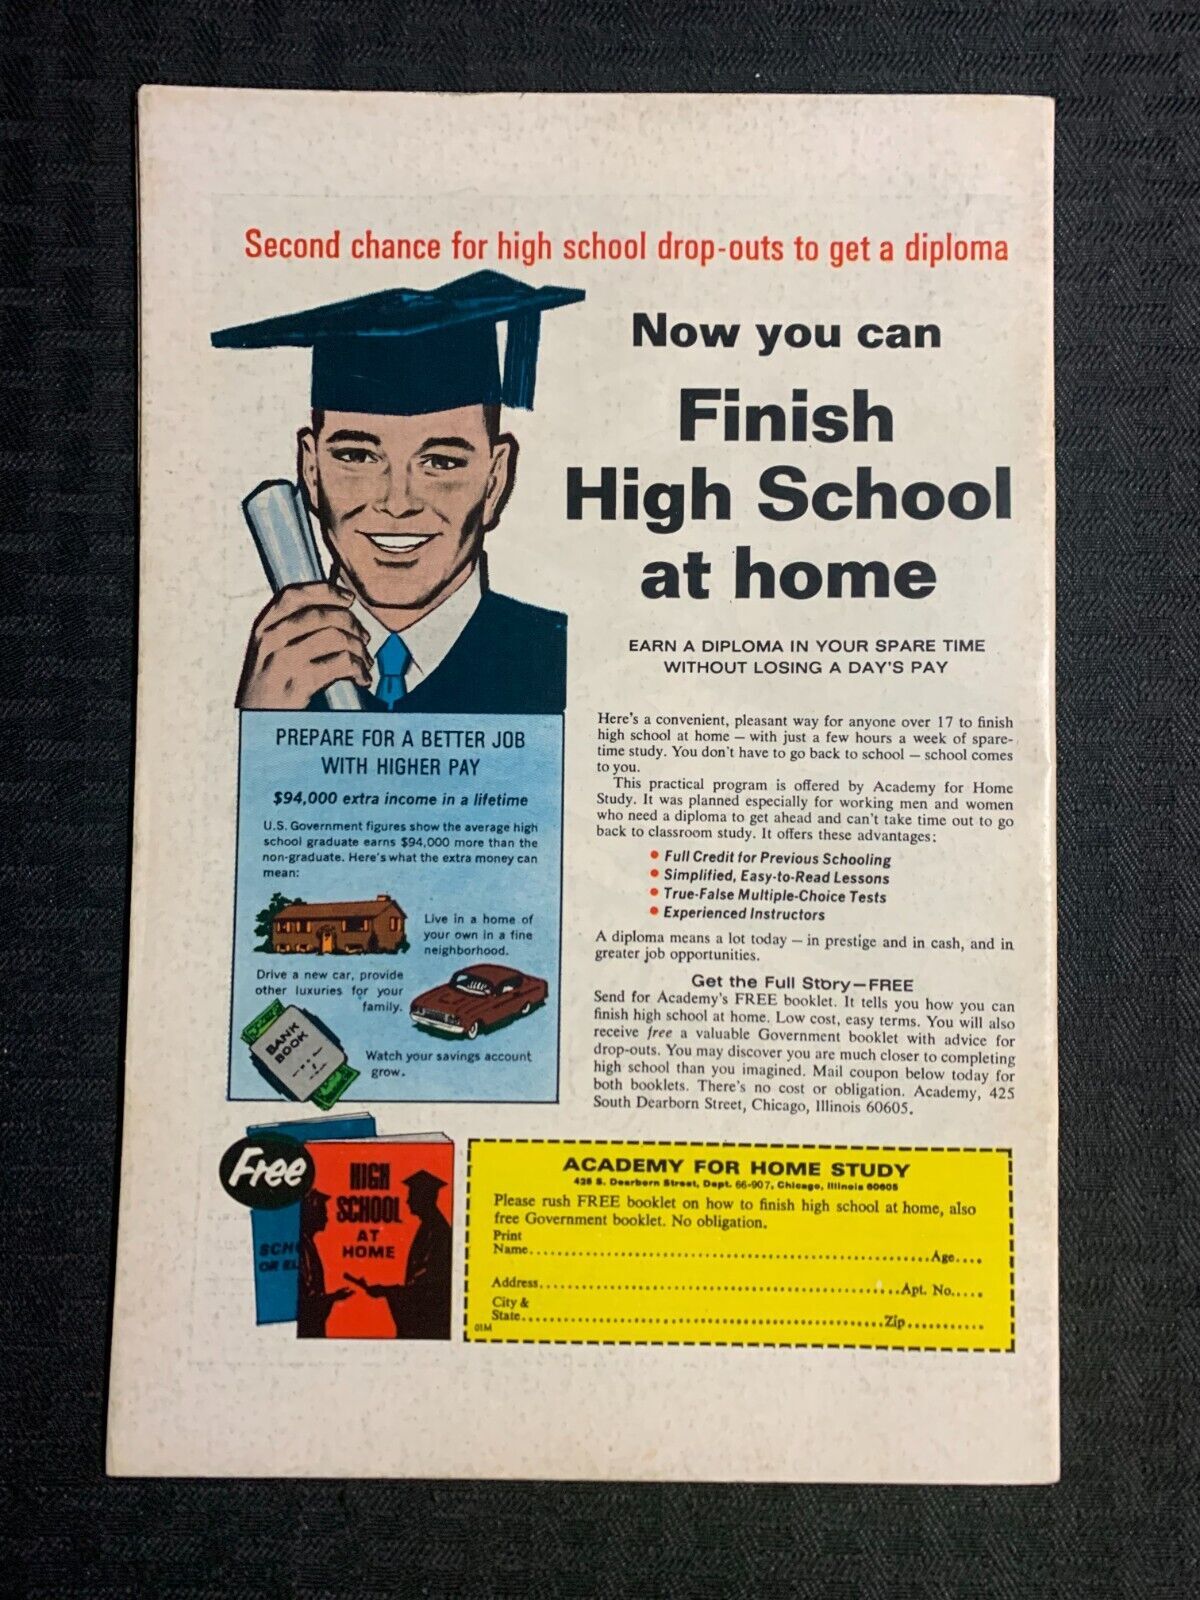 Second chance for high school drop-outs to get a diploma
Now you can
Finish
High School
at home
EARN A DIPLOMA IN YOUR SPARE TIME
WITHOUT LOSING A DAY'S PAY
PREPARE FOR A BETTER JOB
WITH HIGHER PAY
$94,000 extra income in a lifetime
U.S. Government figures show the average high
school graduate earns $94,000 more than the
non-graduate. Here's what the extra money can
mean:
Live in a home of
your own in a fine
neighborhood.
Drive a new car, provide
other luxuries for your
family.
BANK
BOOK
Watch your savings account
grow.
Here's a convenient, pleasant way for anyone over 17 to finish
high school at home — with just a few hours a week of spare-
time study. You don't have to go back to school — school comes
to you.
This practical program is offered by Academy for Home
Study. It was planned especially for working men and women
who need a diploma to get ahead and can't take time out to go
back to classroom study. It offers these advantages:
• Full Credit for Previous Schooling
• Simplified, Easy-to-Read Lessons
• True-False Multiple-Choice Tests
• Experienced Instructors
A diploma means a lot today — in prestige and in cash, and in
greater job opportunities.
Get the Full Story—FREE
Send for Academy's FREE booklet. It tells you how you can
finish high school at home. Low cost, easy terms. You will also
receive free a valuable Government booklet with advice for
drop-outs. You may discover you are much closer to completing
high school than you imagined. Mail coupon below today for
both booklets. There's no cost or obligation. Academy, 425
South Dearborn Street, Chicago, Illinois 60605.
Free
HIGH
SCHOOL
AT
HOME
SCH
OR EL
ACADEMY FOR HOME STUDY
425 S. Dearborn Street, Dept. 66-907, Chicago, Illinois 60605
Please rush FREE booklet on how to finish high school at home, also
free Government booklet. No obligation.
Print
Name.......Age....
Address.......Apt. No.....
City &
State.......Zip...........
01M